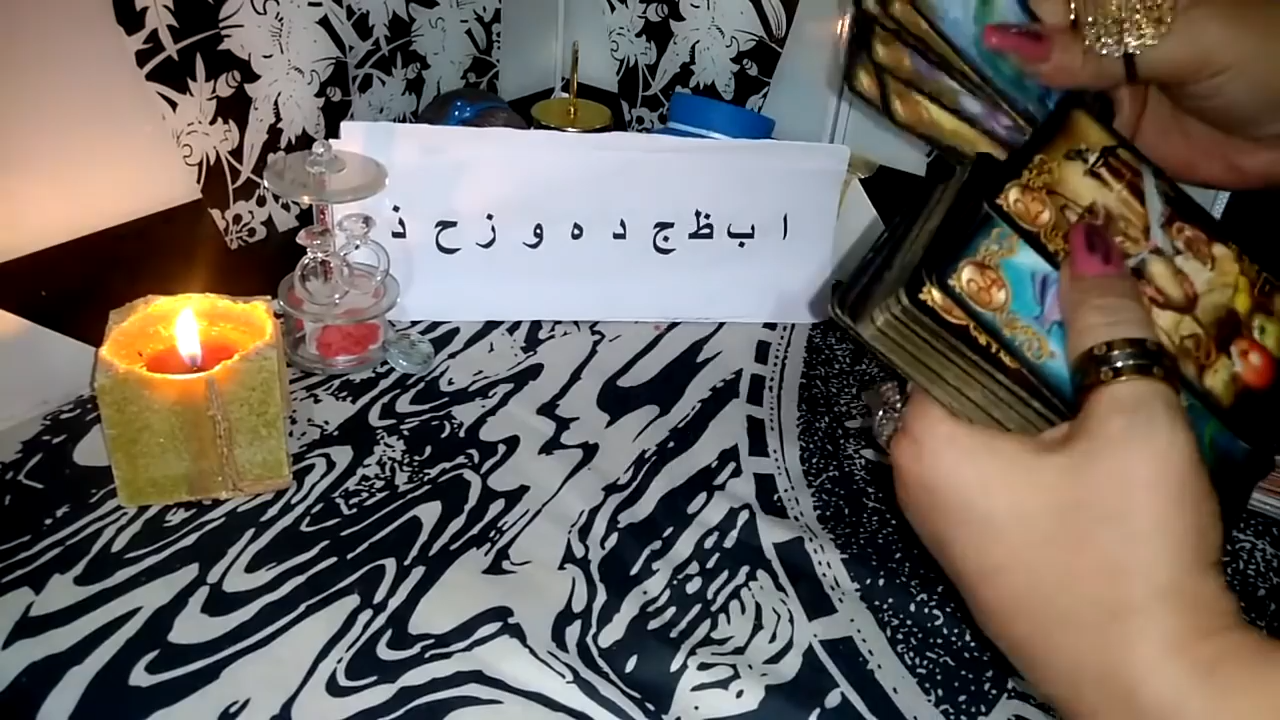 ا ب ظ ج د ه و ز ح ذ